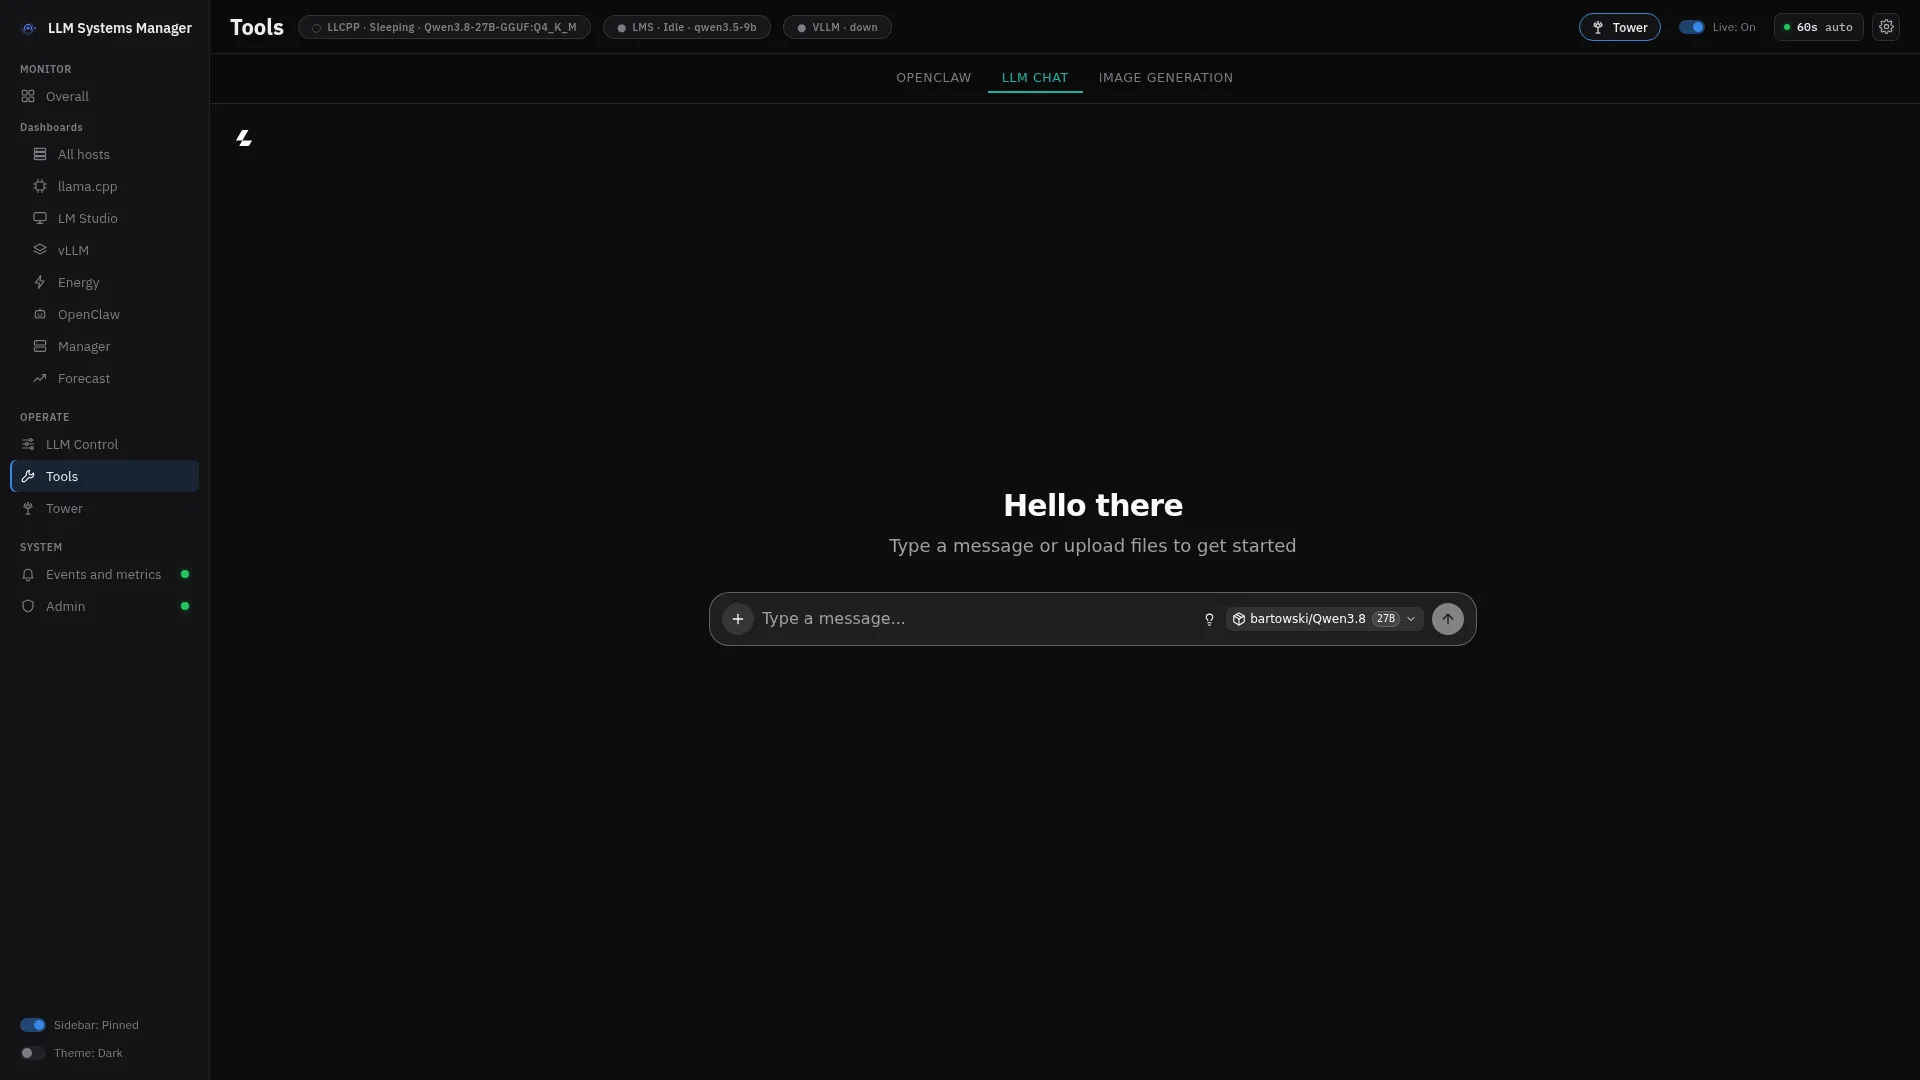 LLM Systems Manager
MONITOR
Overall
Dashboards
All hosts
llama.cpp
LM Studio
vLLM
Energy
OpenClaw
Manager
Forecast
OPERATE
LLM Control
Tools
Tower
SYSTEM
Events and metrics
Admin
Sidebar: Pinned
Theme: Dark
Tools
LLCPP · Sleeping · Qwen3.8-27B-GGUF:Q4_K_M
LMS · Idle · qwen3.5-9b
VLLM · down
Tower
Live: On
60s auto
OPENCLAW
LLM CHAT
IMAGE GENERATION
Hello there
Type a message or upload files to get started
Type a message...
bartowski/Qwen3.8 27B